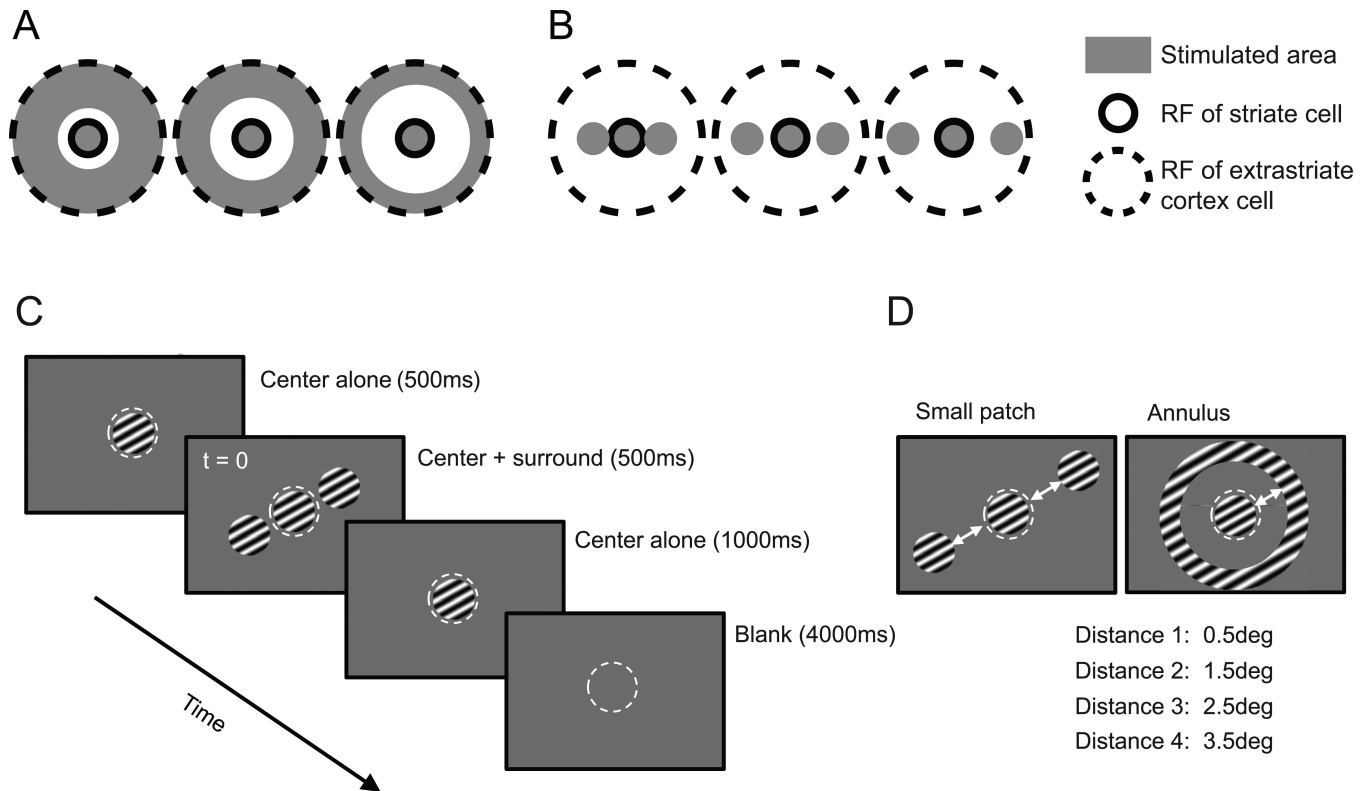 A
B
Stimulated area
RF of striate cell
RF of extrastriate
cortex cell
C
Center alone (500ms)
t = 0
Center + surround (500ms)
Center alone (1000ms)
Blank (4000ms)
Time
D
Small patch
Annulus
Distance 1: 0.5deg
Distance 2: 1.5deg
Distance 3: 2.5deg
Distance 4: 3.5deg